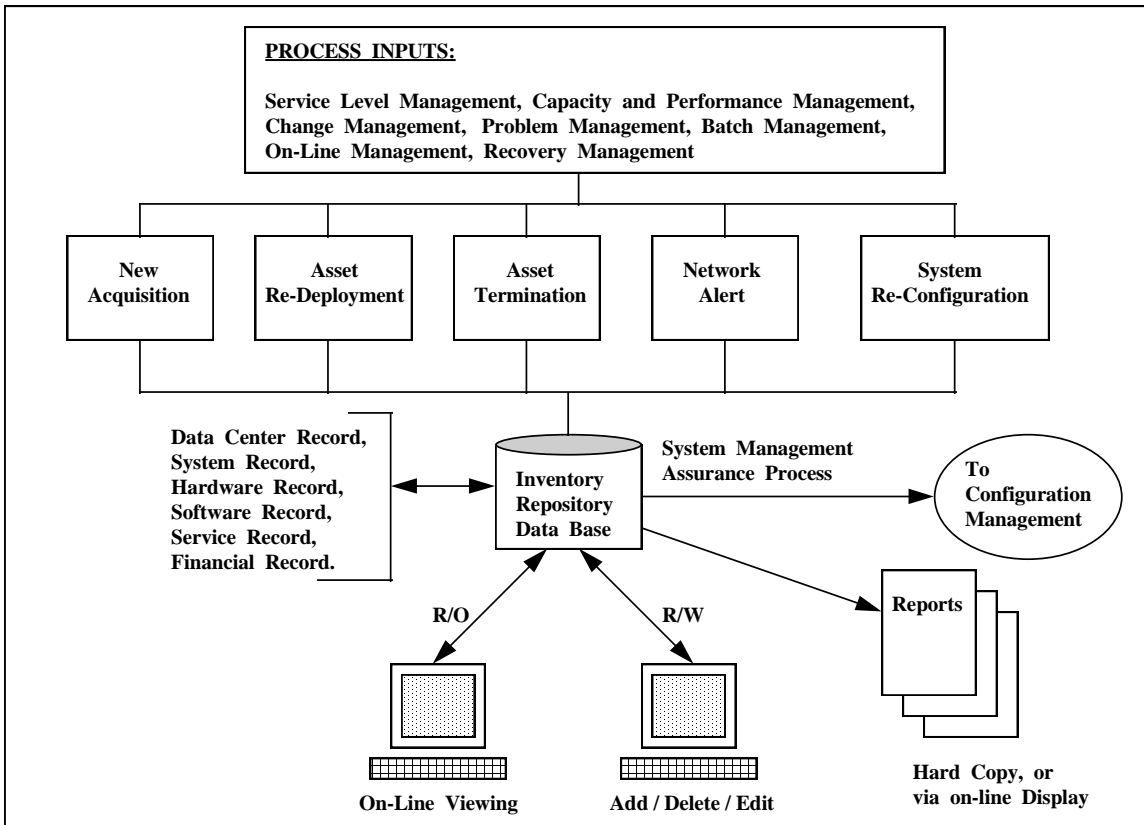 PROCESS INPUTS:
Service Level Management, Capacity and Performance Management,
Change Management, Problem Management, Batch Management,
On-Line Management, Recovery Management
New
Acquisition
Asset
Re-Deployment
Asset
Termination
Network
Alert
System
Re-Configuration
Data Center Record,
System Record,
Hardware Record,
Software Record,
Service Record,
Financial Record.
Inventory
Repository
Data Base
System Management
Assurance Process
To
Configuration
Management
Reports
R/O
R/W
On-Line Viewing
Add / Delete / Edit
Hard Copy, or
via on-line Display